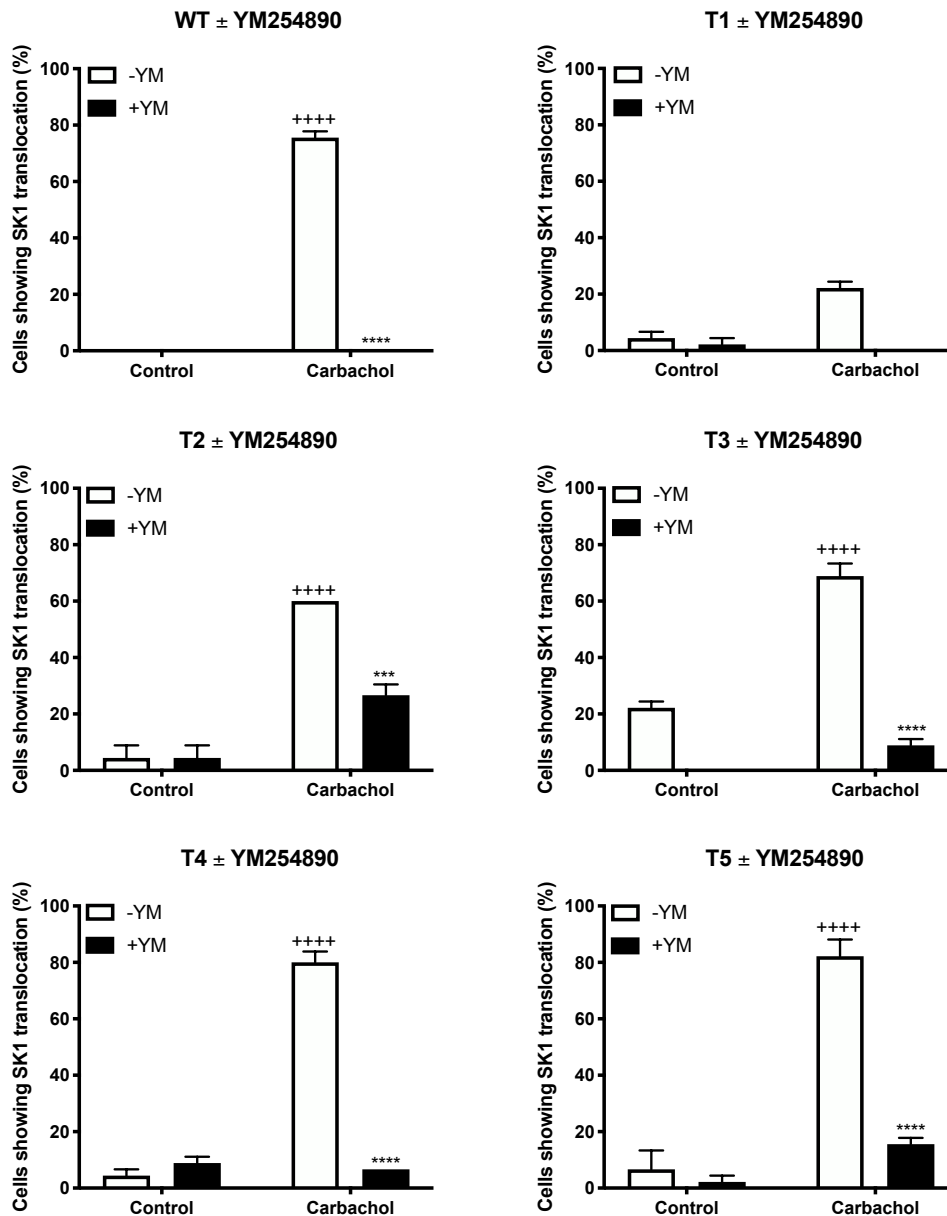 WT ± YM254890
Cells showing SK1 translocation (%)
100
80
60
40
20
0
-YM
+YM
++++
****
Control
Carbachol
T1 ± YM254890
Cells showing SK1 translocation (%)
100
80
60
40
20
0
-YM
+YM
Control
Carbachol
T2 ± YM254890
Cells showing SK1 translocation (%)
100
80
60
40
20
0
-YM
+YM
++++
***
Control
Carbachol
T3 ± YM254890
Cells showing SK1 translocation (%)
100
80
60
40
20
0
-YM
+YM
++++
****
Control
Carbachol
T4 ± YM254890
Cells showing SK1 translocation (%)
100
80
60
40
20
0
-YM
+YM
++++
****
Control
Carbachol
T5 ± YM254890
Cells showing SK1 translocation (%)
100
80
60
40
20
0
-YM
+YM
++++
****
Control
Carbachol